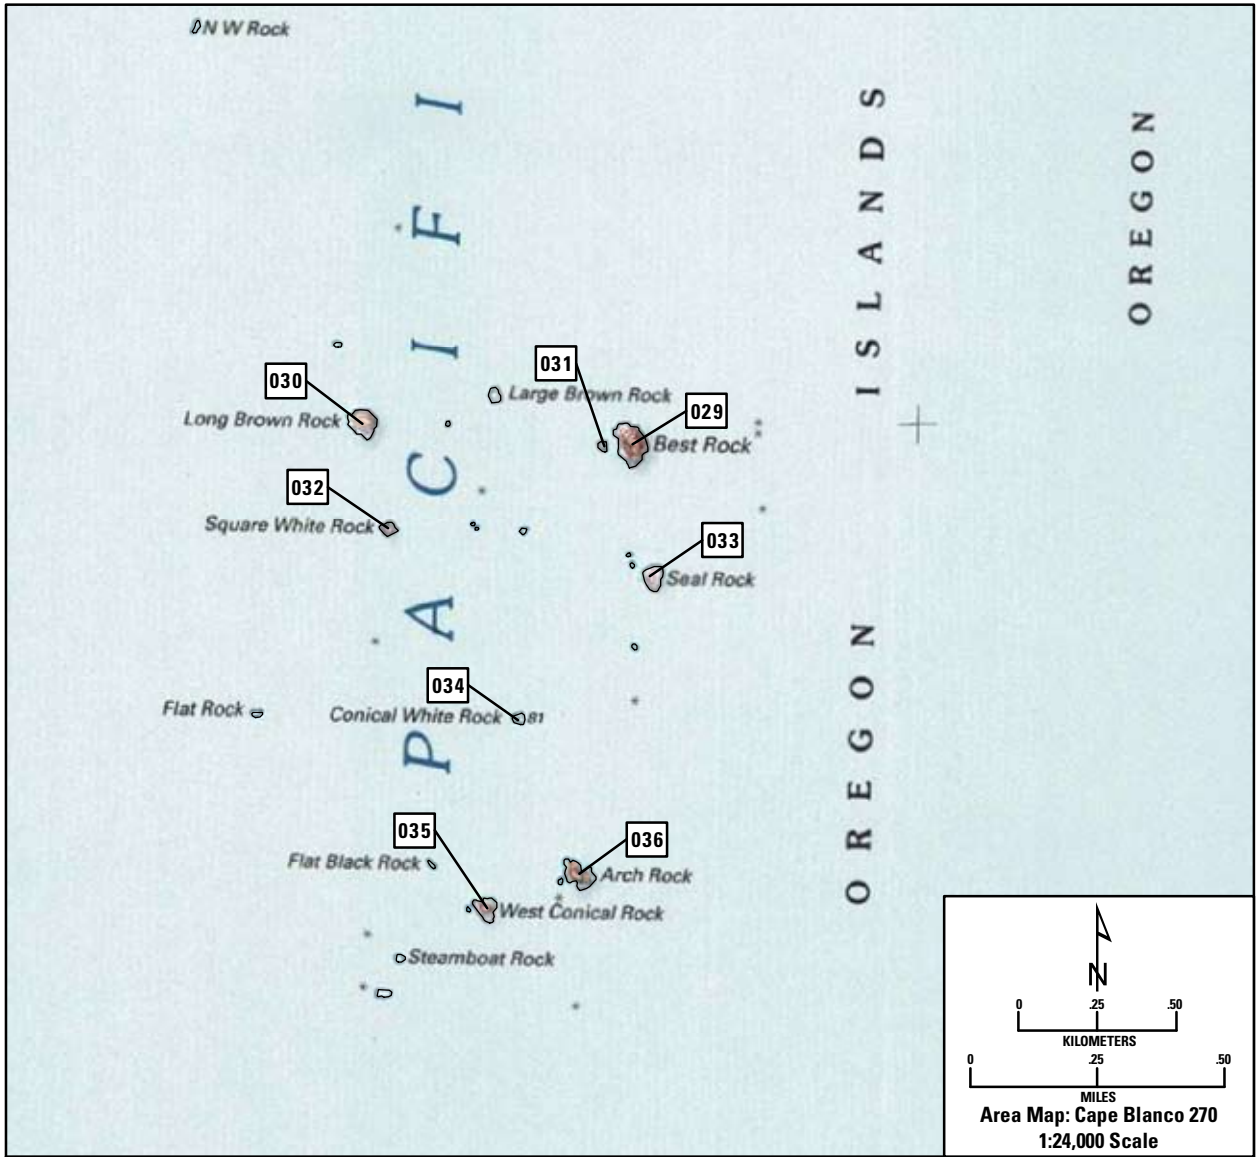 N W Rock
PACIFI
ISLANDS
OREGON
031
030
Large Brown Rock
029
Long Brown Rock
Best Rock
032
Square White Rock
033
Seal Rock
034
Flat Rock
Conical White Rock
81
OREGON
035
036
Flat Black Rock
Arch Rock
West Conical Rock
Steamboat Rock
N
0 .25 .50
KILOMETERS
0 .25 .50
MILES
Area Map: Cape Blanco 270
1:24,000 Scale